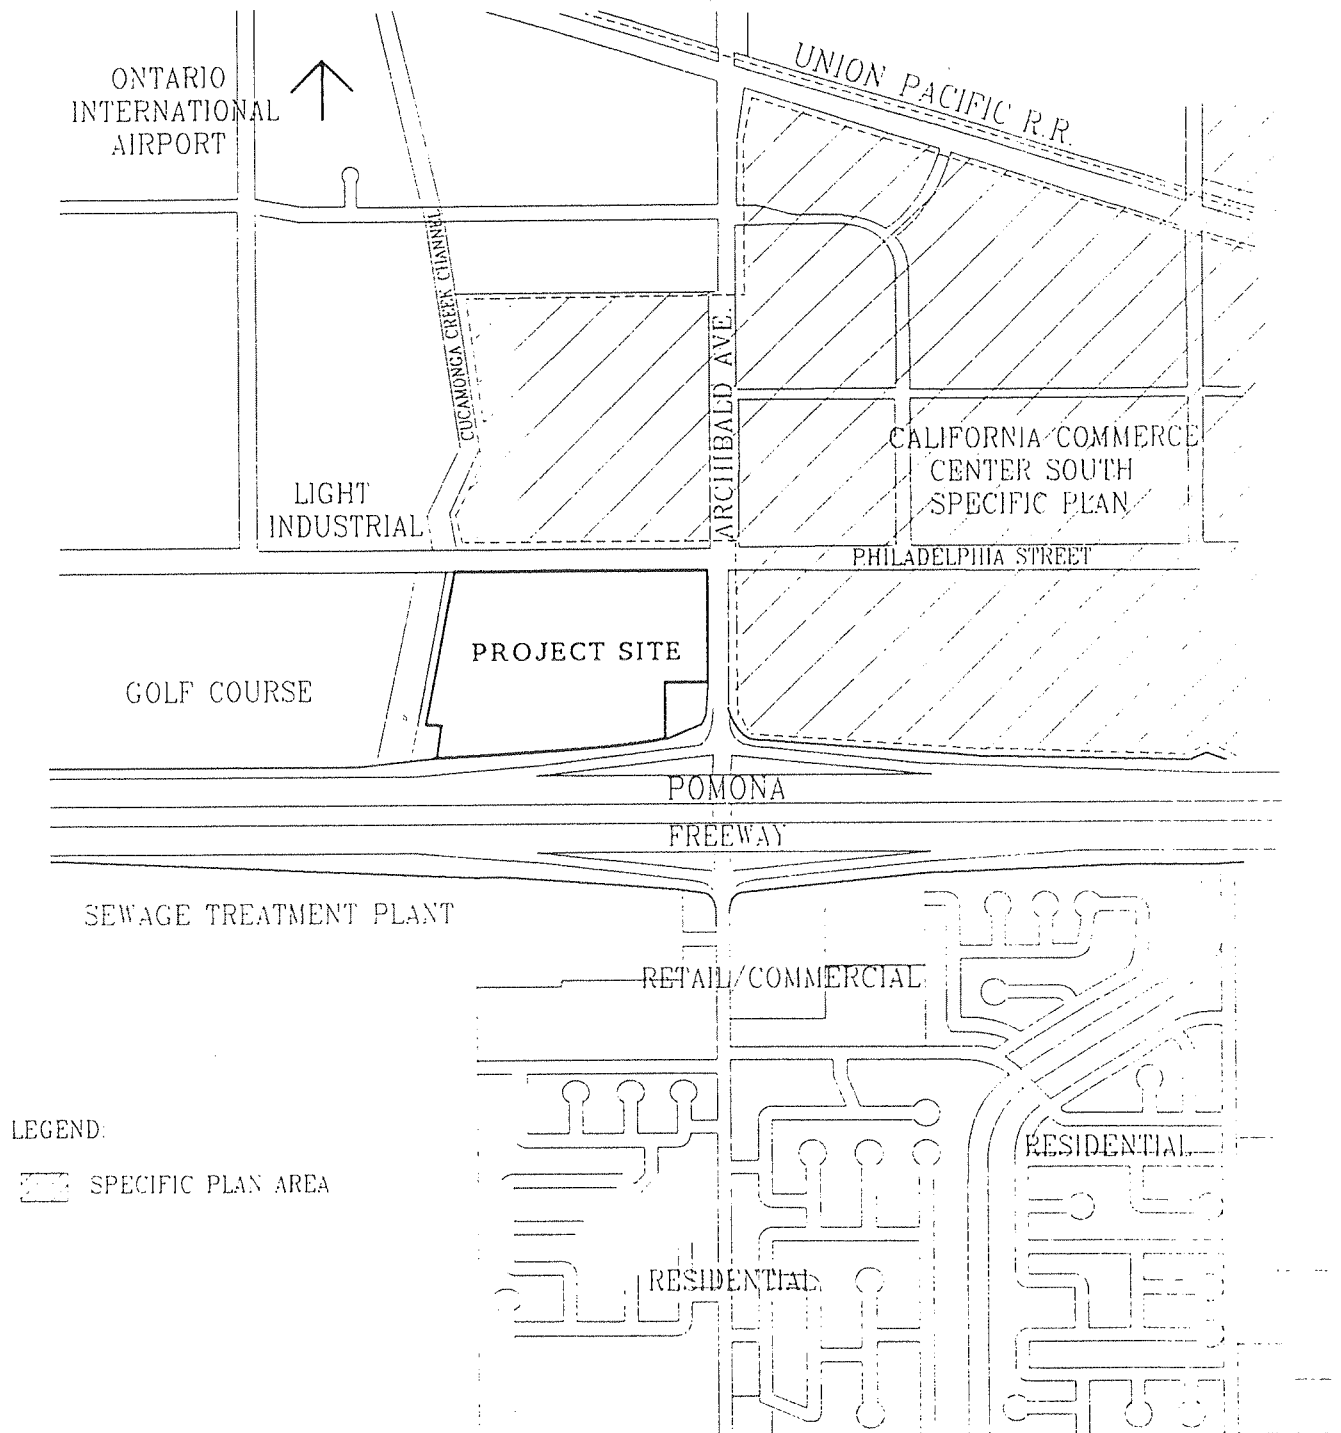 ONTARIO
INTERNATIONAL
AIRPORT
UNION PACIFIC R.R.
CUCAMONGA CREEK CHANNEL
ARCHIBALD AVE.
CALIFORNIA COMMERCE
CENTER SOUTH
SPECIFIC PLAN
LIGHT
INDUSTRIAL
PHILADELPHIA STREET
PROJECT SITE
GOLF COURSE
POMONA
FREEWAY
SEWAGE TREATMENT PLANT
RETAIL/COMMERCIAL
LEGEND:
SPECIFIC PLAN AREA
RESIDENTIAL
RESIDENTIAL